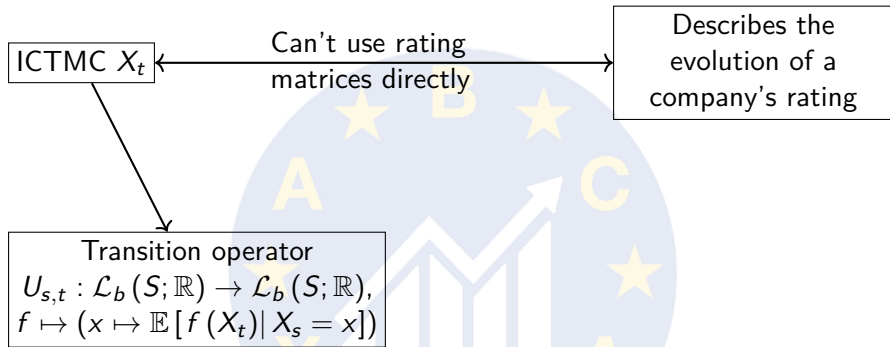 ICTMC X_t
Can't use rating
matrices directly
Describes the
evolution of a
company's rating
Transition operator
U_{s,t} : ℒ_b (S; ℝ) → ℒ_b (S; ℝ),
f ↦ (x ↦ 𝔼 [f (X_t)| X_s = x])
B
A
C